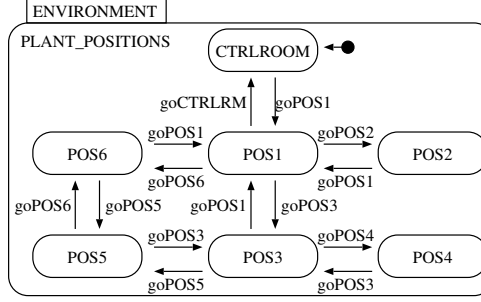 ENVIRONMENT
PLANT_POSITIONS
CTRLROOM
goCTRLRM goPOS1
goPOS1 goPOS2
POS6 POS1 POS2
goPOS6 goPOS1
goPOS6 goPOS5 goPOS1 goPOS3
goPOS3 goPOS4
POS5 POS3 POS4
goPOS5 goPOS3